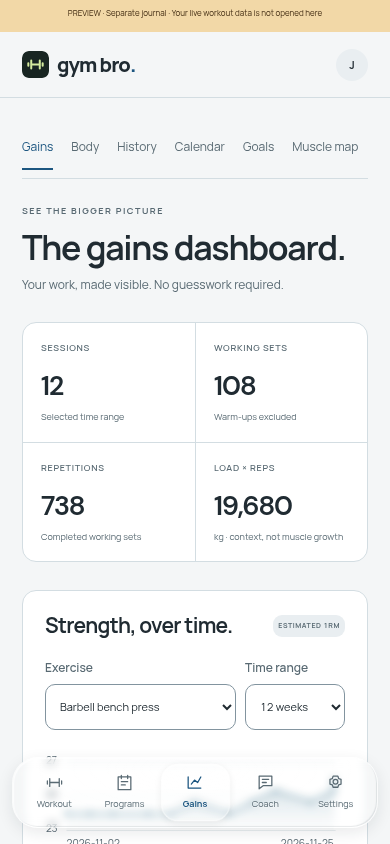 PREVIEW · Separate journal · Your live workout data is not opened here
gym bro.
J
Gains Body History Calendar Goals Muscle map
SEE THE BIGGER PICTURE
The gains dashboard.
Your work, made visible. No guesswork required.
SESSIONS
12
Selected time range
WORKING SETS
108
Warm-ups excluded
REPETITIONS
738
Completed working sets
LOAD × REPS
19,680
kg · context, not muscle growth
Strength, over time.
ESTIMATED 1RM
Exercise
Barbell bench press
Time range
12 weeks
Workout Programs Gains Coach Settings
23
2026-11-02 2026-11-25